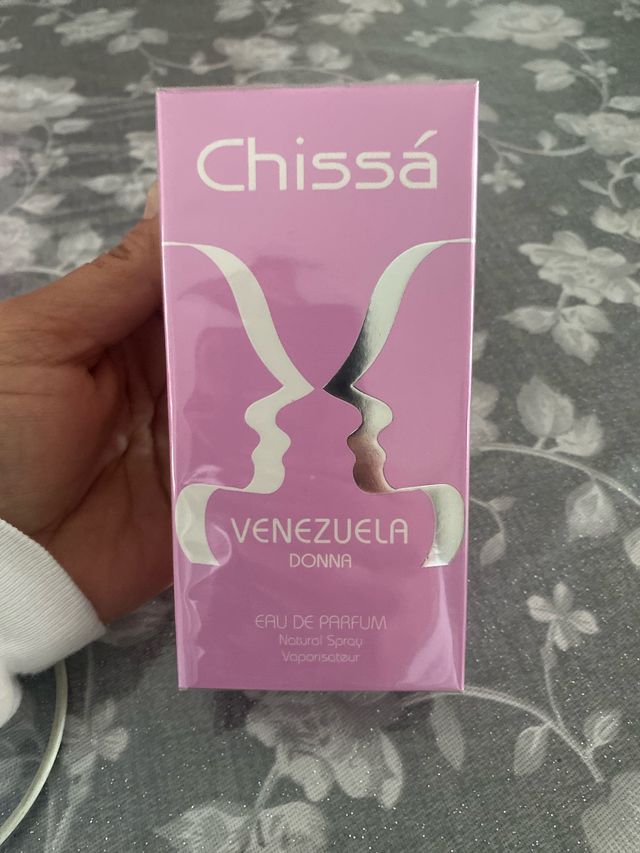 Chissá
VENEZUELA
DONNA
EAU DE PARFUM
Natural Spray
Vaporisateur